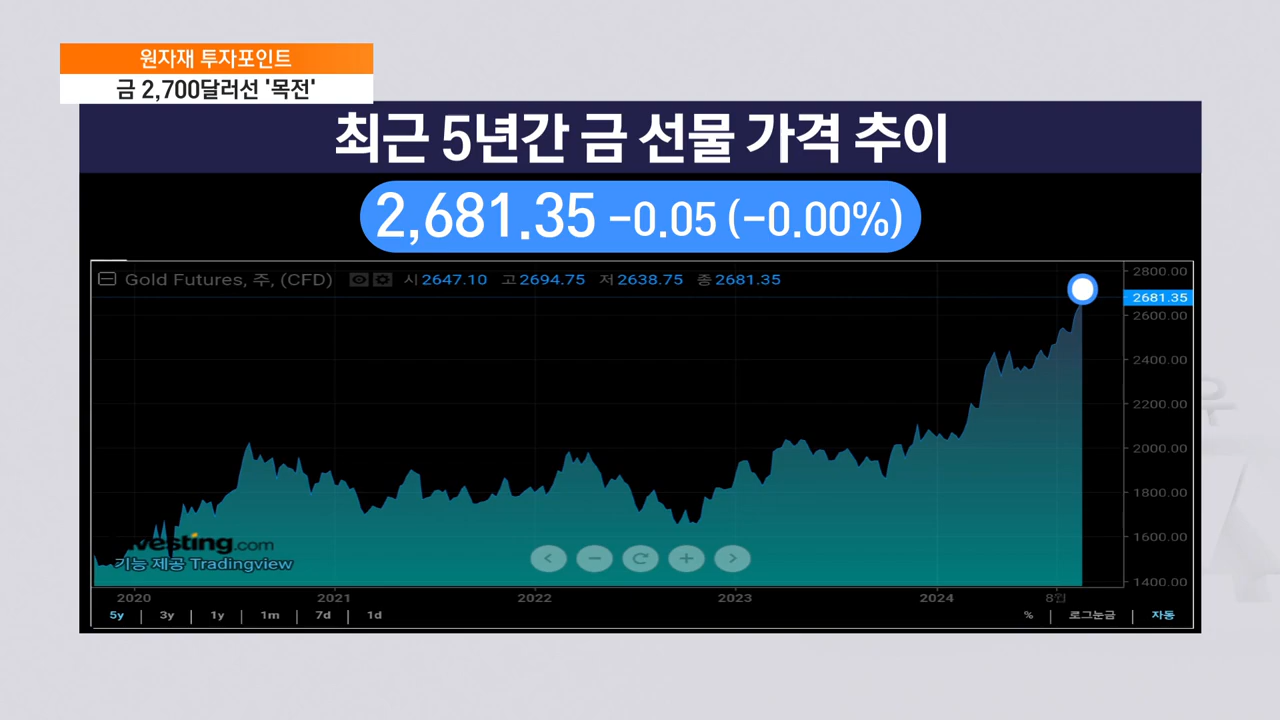 원자재 투자포인트
금 2,700달러선 '목전'
최근 5년간 금 선물 가격 추이
2,681.35 -0.05 (-0.00%)
Gold Futures, 주, (CFD) 시 2647.10 고 2694.75 저 2638.75 종 2681.35
2800.00
2681.35
2600.00
2400.00
2200.00
2000.00
1800.00
1600.00
1400.00
Investing.com
기능 제공 Tradingview
2020 2021 2022 2023 2024
5y | 3y | 1y | 1m | 7d | 1d % | 로그눈금 | 자동
우